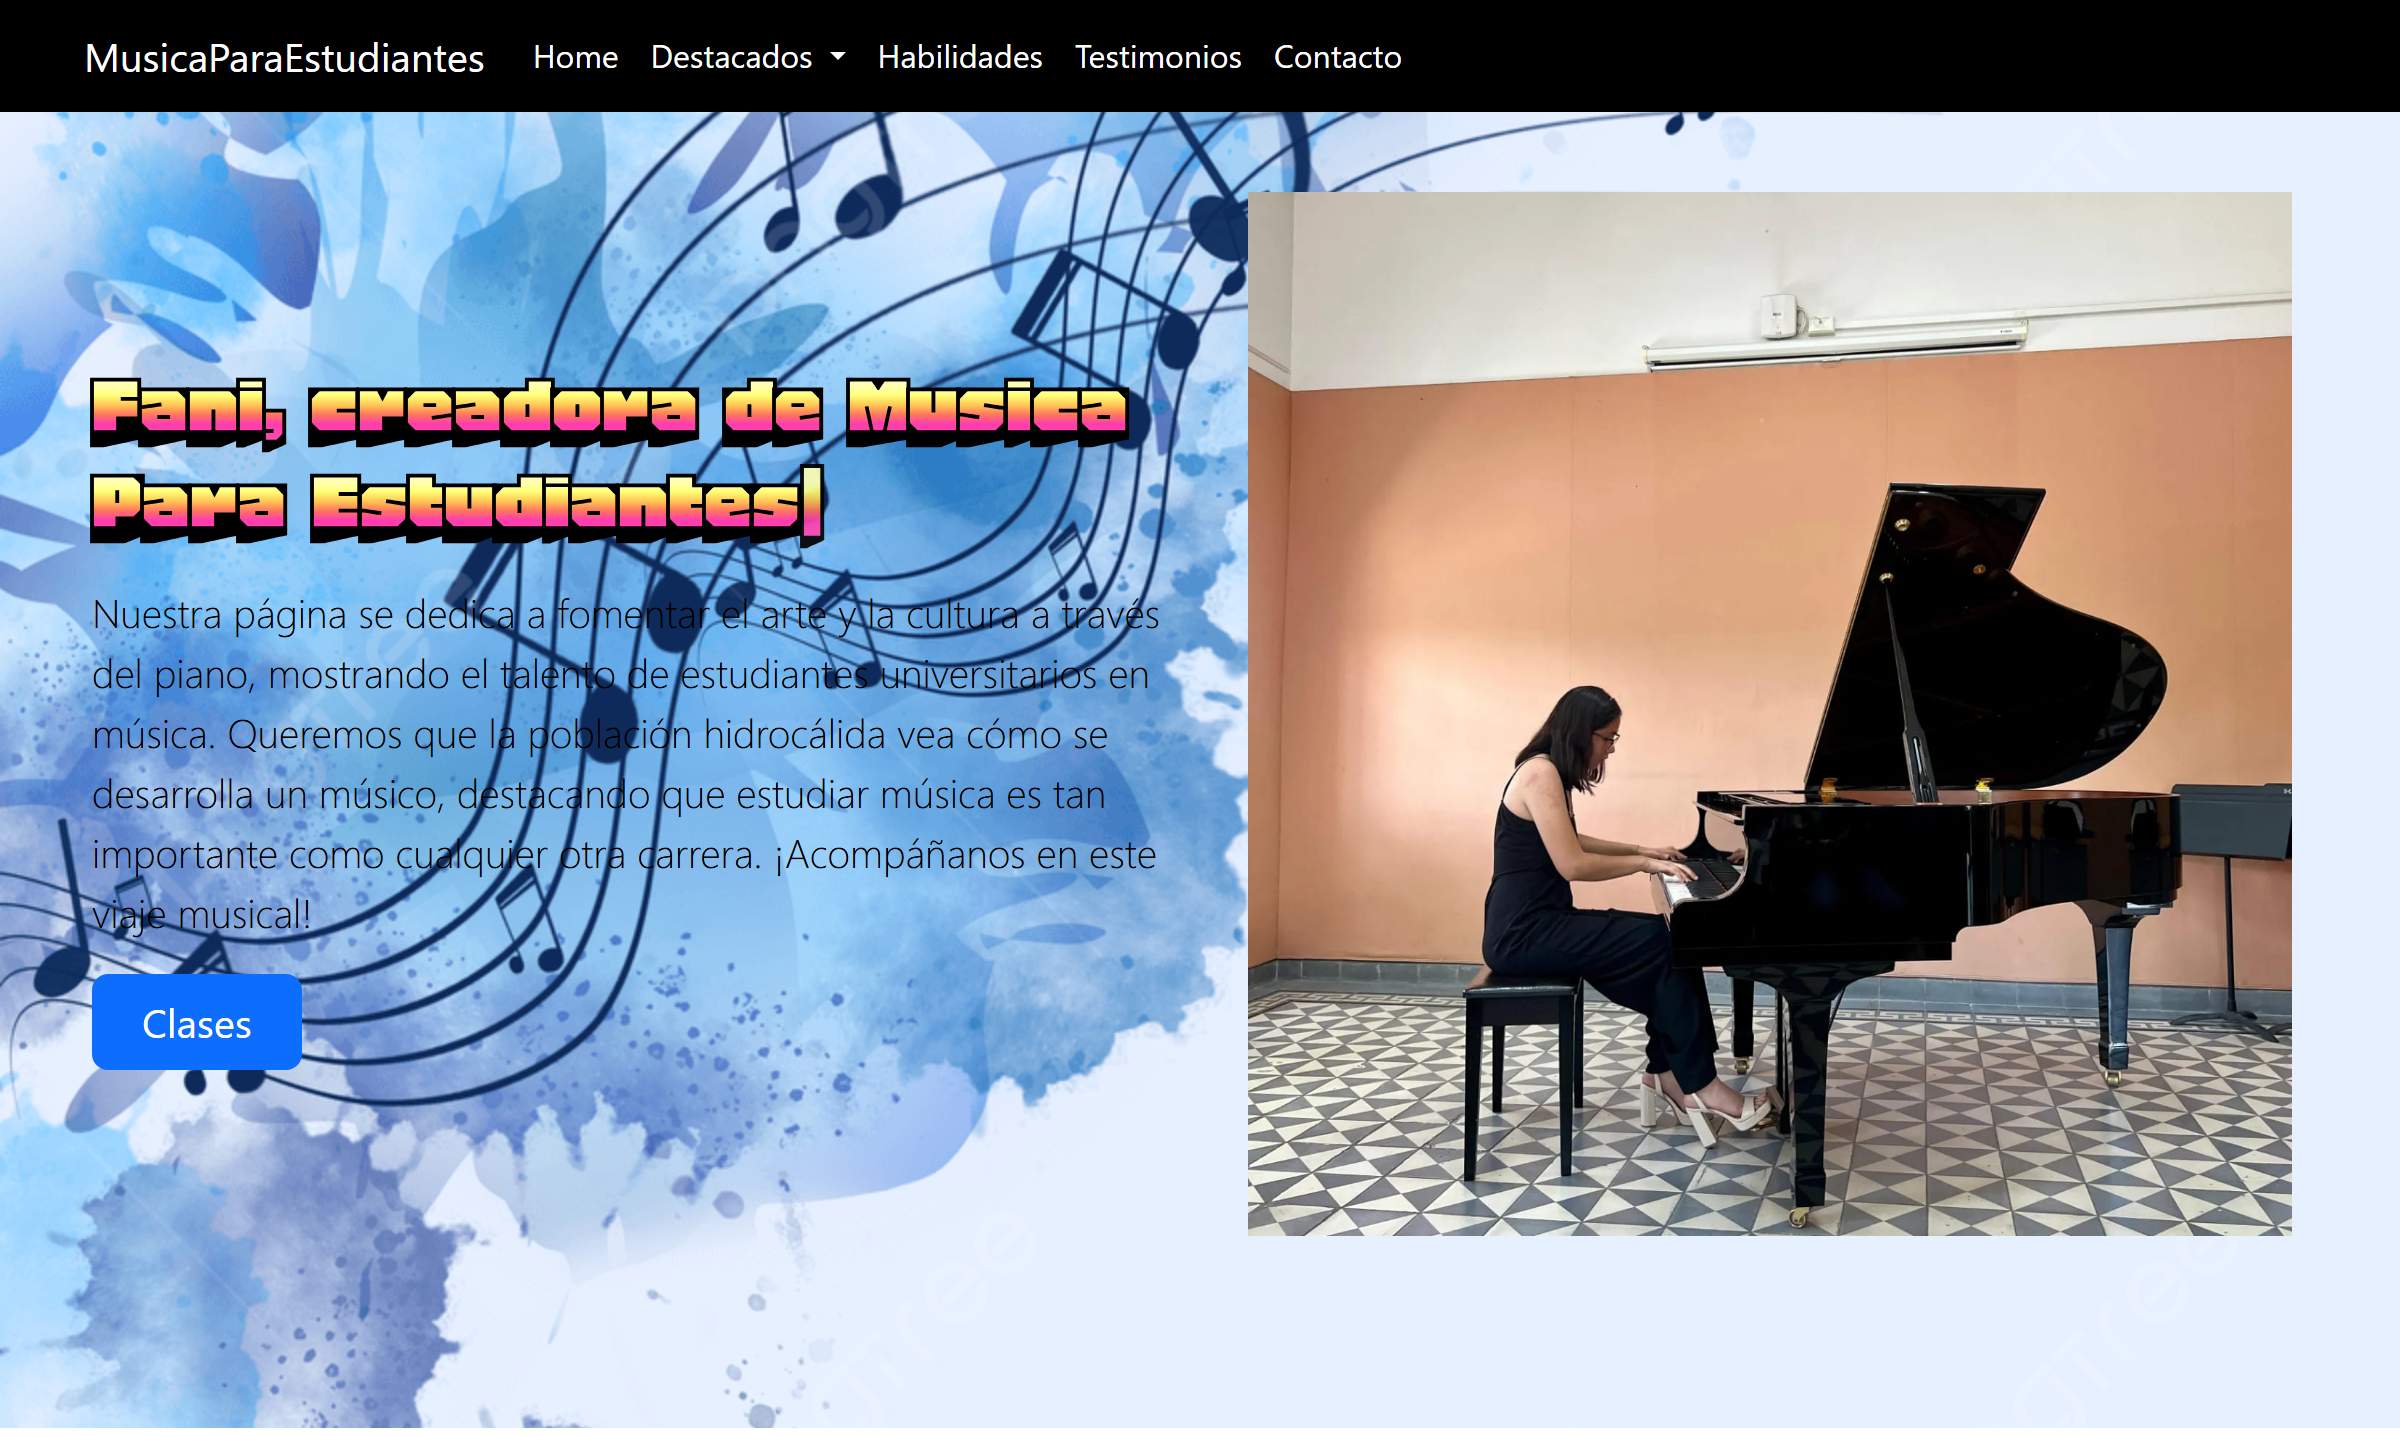 MusicaParaEstudiantes Home Destacados Habilidades Testimonios Contacto
Fani, creadora de Musica
Para Estudiantes|
Nuestra página se dedica a fomentar el arte y la cultura a través
del piano, mostrando el talento de estudiantes universitarios en
música. Queremos que la población hidrocálida vea cómo se
desarrolla un músico, destacando que estudiar música es tan
importante como cualquier otra carrera. ¡Acompáñanos en este
viaje musical!
Clases